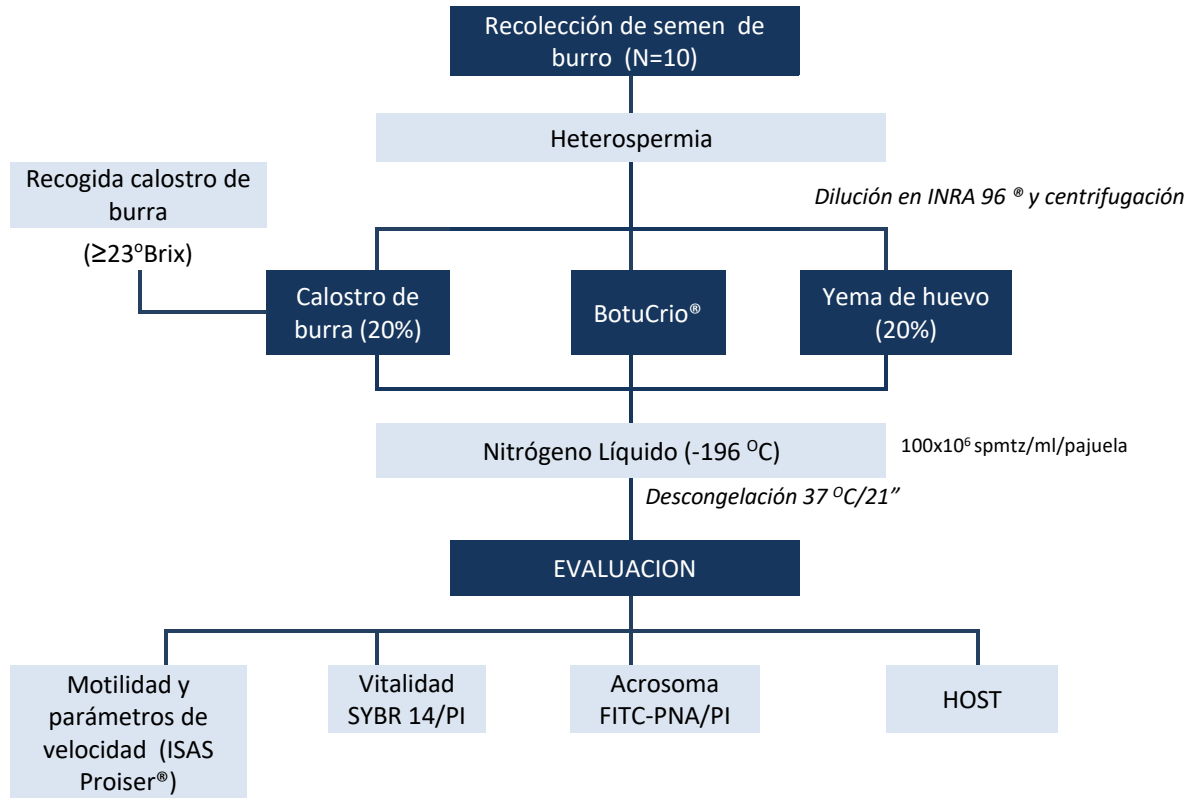 Recolección de semen de
burro (N=10)
Heterospermia
Recogida calostro de
burra
(≥23ºBrix)
Dilución en INRA 96 ® y centrifugación
Calostro de
burra (20%)
BotuCrio®
Yema de huevo
(20%)
Nitrógeno Líquido (-196 ºC)
100x10⁶ spmtz/ml/pajuela
Descongelación 37 ºC/21”
EVALUACION
Motilidad y
parámetros de
velocidad (ISAS
Proiser®)
Vitalidad
SYBR 14/PI
Acrosoma
FITC-PNA/PI
HOST